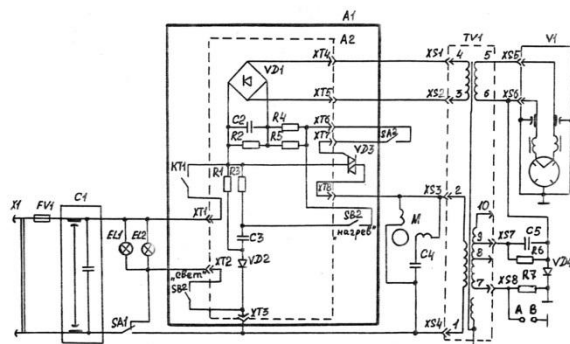 A1
A2
TV1
V1
XT4
XS1
4
5
XS5
VD1
XT5
XS2
3
6
XS6
C2
R4
XT6
R2
R5
XT7
SA2
VD3
KT1
R1
R3
XT8
XS3
2
X1
FV1
C1
XT1
SB2
"нагрев"
M
10
C3
9
XS7
C5
EL1
EL2
8
R6
VD2
C4
VD4
XT2
"свет"
7
XS8
R7
SB2
SA1
XT3
XS4
1
A
B